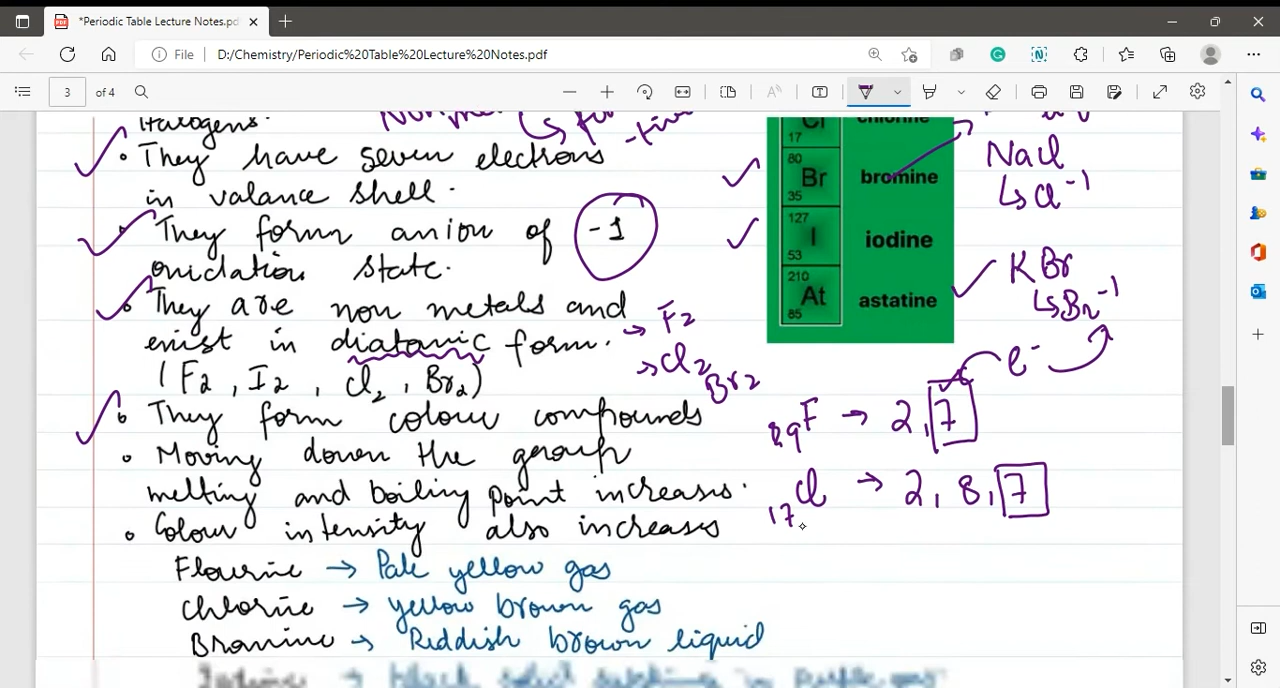 *Periodic Table Lecture Notes.pdf
File
D:/Chemistry/Periodic%20Table%20Lecture%20Notes.pdf
3
of 4
Halogens.
• They have seven electrons
in valance shell.
• They form anion of -1
oxidation state.
• They are non metals and
exist in diatomic form.
(F2, I2, Cl2, Br2)
• They form colour compounds
• Moving down the group
melting and boiling point increases.
• Colour intensity also increases
Flourine → Pale yellow gas
Chlorine → yellow brown gas
Bromine → Reddish brown liquid
→ F2
→ Cl2
Br2
Cl chlorine
17
80
Br bromine
35
127
I iodine
53
210
At astatine
85
NaCl
↳ Cl-1
KBr
↳ Br-1
e-
9F → 2, 7
17Cl → 2, 8, 7